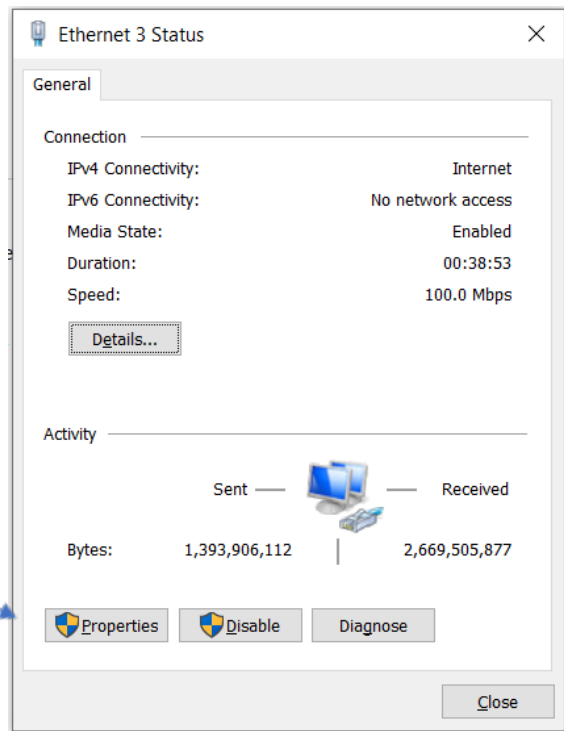 Ethernet 3 Status
General
Connection
IPv4 Connectivity: Internet
IPv6 Connectivity: No network access
Media State: Enabled
Duration: 00:38:53
Speed: 100.0 Mbps
Details...
Activity
Sent Received
Bytes: 1,393,906,112 2,669,505,877
Properties Disable Diagnose
Close